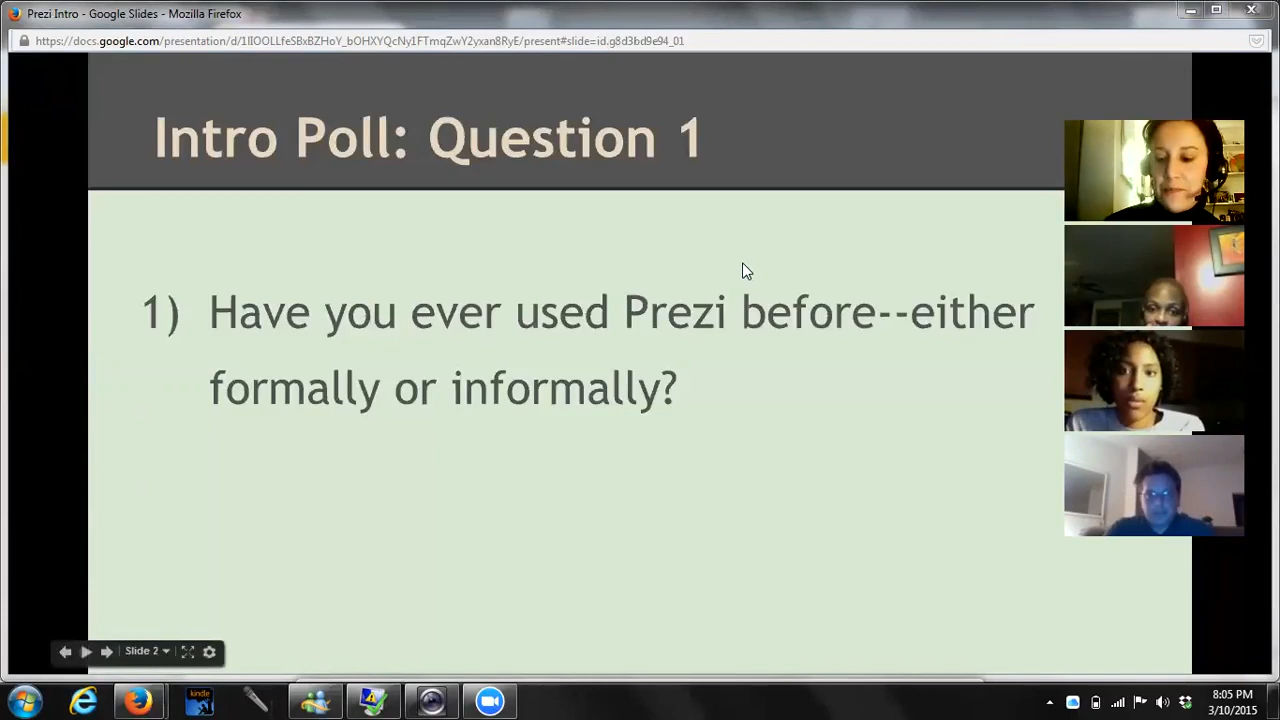 Prezi Intro - Google Slides - Mozilla Firefox
https://docs.google.com/presentation/d/1IIOOLLfeSBxBZHoY_bOHXYQcNy1FTmqZwY2yxan8RyE/present#slide=id.g8d3bd9e94_01
Intro Poll: Question 1
1) Have you ever used Prezi before--either
formally or informally?
Slide 2
kindle
8:05 PM
3/10/2015